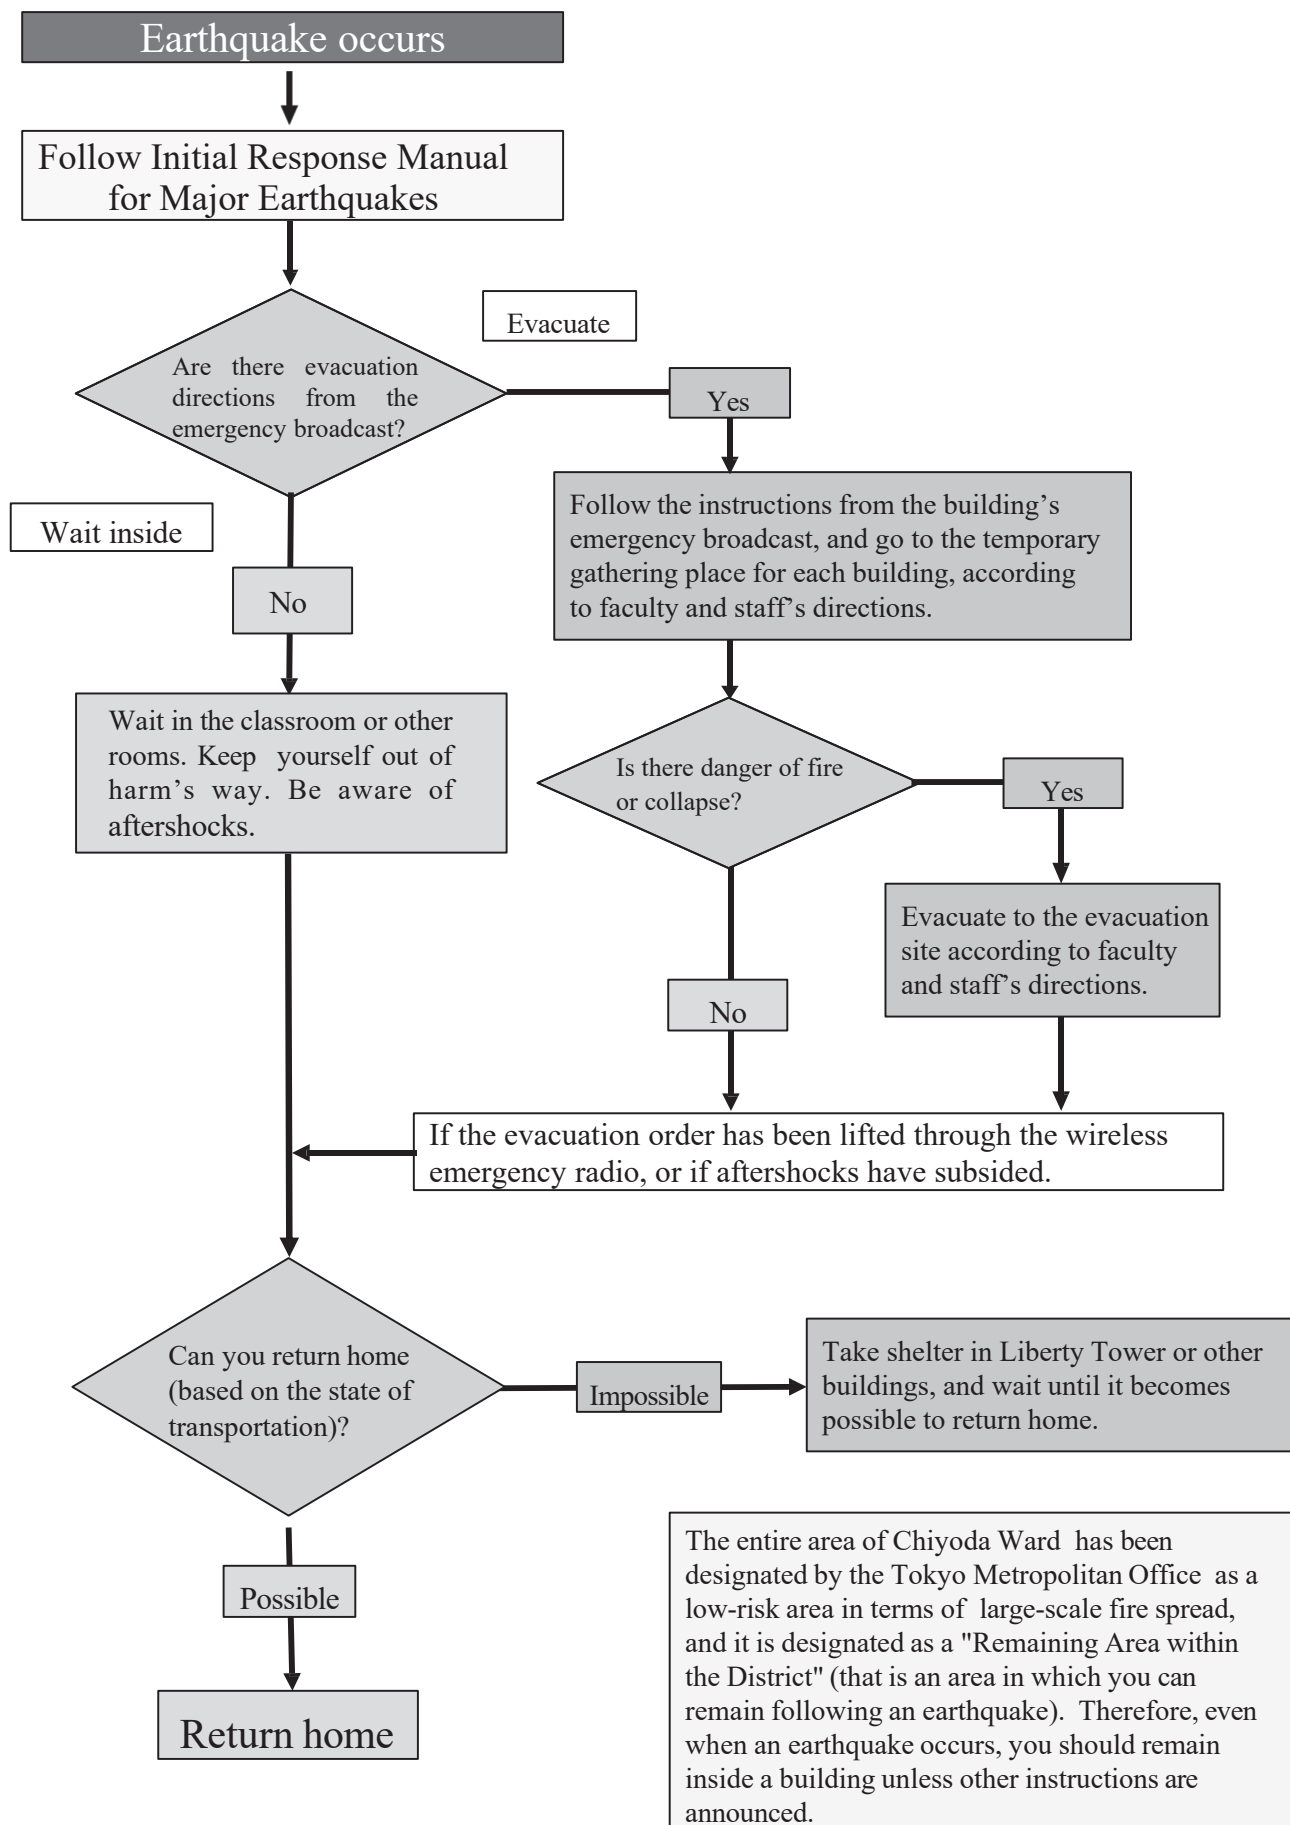 Earthquake occurs
Follow Initial Response Manual
for Major Earthquakes
Evacuate
Are there evacuation
directions from the
emergency broadcast?
Yes
Wait inside
No
Follow the instructions from the building’s
emergency broadcast, and go to the temporary
gathering place for each building, according
to faculty and staff’s directions.
Wait in the classroom or other
rooms. Keep yourself out of
harm’s way. Be aware of
aftershocks.
Is there danger of fire
or collapse?
Yes
Evacuate to the evacuation
site according to faculty
and staff’s directions.
No
If the evacuation order has been lifted through the wireless
emergency radio, or if aftershocks have subsided.
Can you return home
(based on the state of
transportation)?
Impossible
Take shelter in Liberty Tower or other
buildings, and wait until it becomes
possible to return home.
Possible
Return home
The entire area of Chiyoda Ward has been
designated by the Tokyo Metropolitan Office as a
low-risk area in terms of large-scale fire spread,
and it is designated as a "Remaining Area within
the District" (that is an area in which you can
remain following an earthquake). Therefore, even
when an earthquake occurs, you should remain
inside a building unless other instructions are
announced.